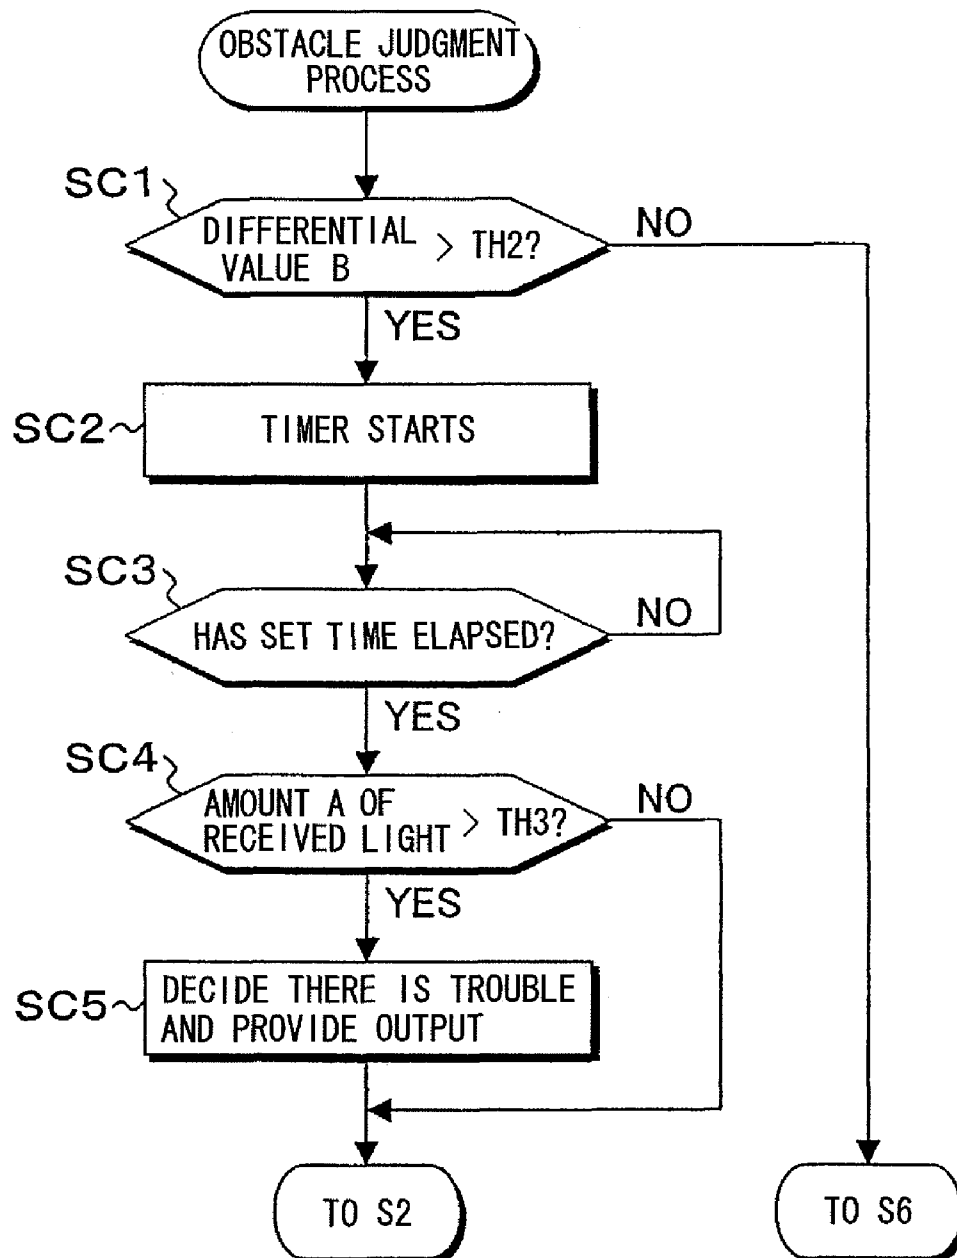 OBSTACLE JUDGMENT
PROCESS
SC1
DIFFERENTIAL
VALUE B
> TH2?
NO
YES
SC2
TIMER STARTS
SC3
HAS SET TIME ELAPSED?
NO
YES
SC4
AMOUNT A OF
RECEIVED LIGHT
> TH3?
NO
YES
SC5
DECIDE THERE IS TROUBLE
AND PROVIDE OUTPUT
TO S2
TO S6